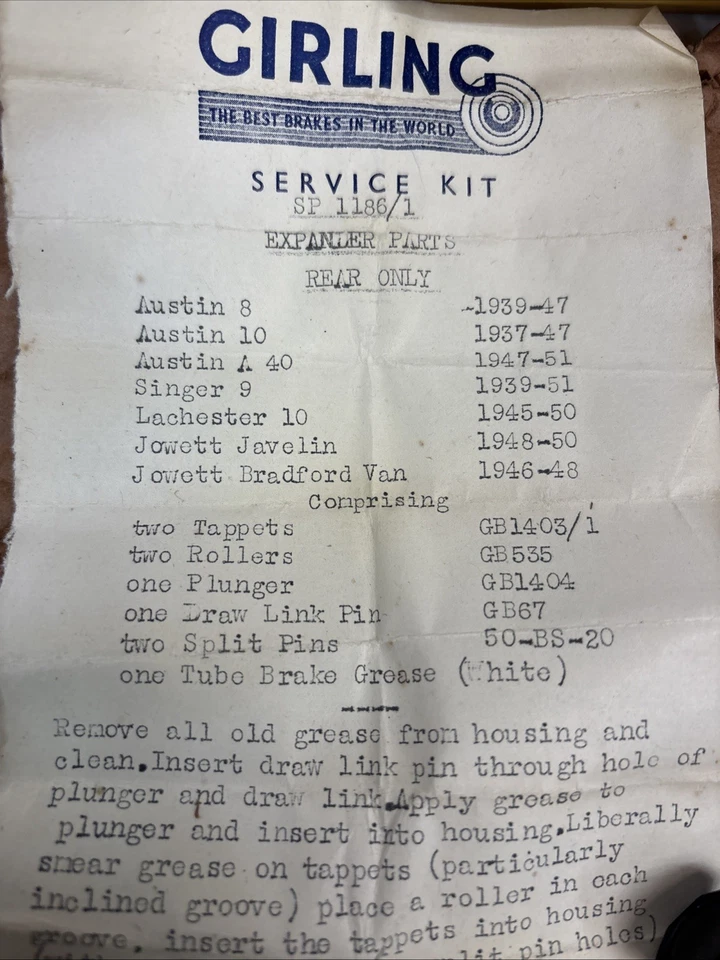 GIRLING
THE BEST BRAKES IN THE WORLD
SERVICE KIT
SP 1186/1
EXPANDER PARTS
REAR ONLY
Austin 8 -1939-47
Austin 10 1937-47
Austin A 40 1947-51
Singer 9 1939-51
Lachester 10 1945-50
Jowett Javelin 1948-50
Jowett Bradford Van 1946-48
Comprising
two Tappets GB1403/1
two Rollers GB535
one Plunger GB1404
one Draw Link Pin GB67
two Split Pins 50-BS-20
one Tube Brake Grease (White)
Remove all old grease from housing and
clean.Insert draw link pin through hole of
plunger and draw link.Apply grease to
plunger and insert into housing.Liberally
smear grease on tappets (particularly
inclined groove) place a roller in each
groove. insert the tappets into housing
split pin holes)